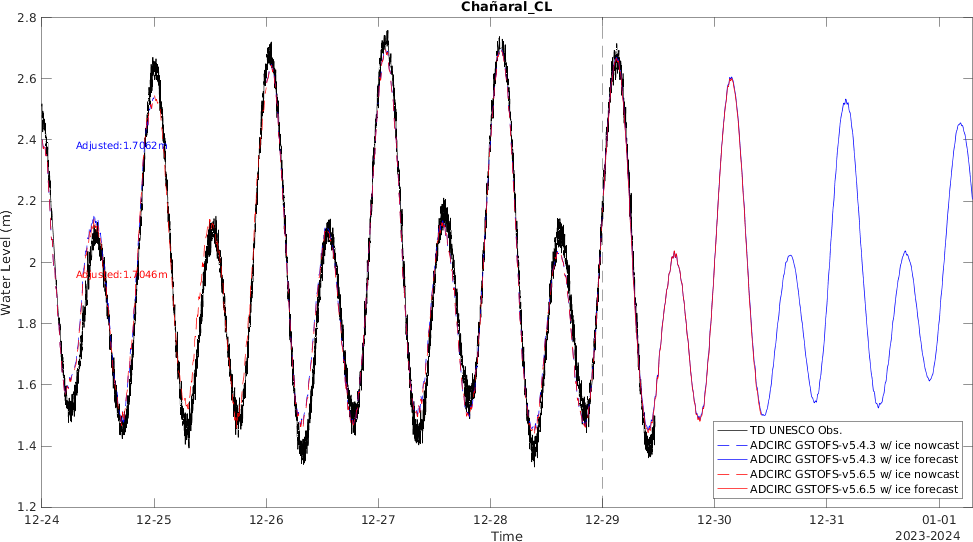 Chañaral_CL
2.8
2.6
2.4
2.2
2
1.8
1.6
1.4
1.2
Water Level (m)
Adjusted:1.7062m
Adjusted:1.7046m
TD UNESCO Obs.
ADCIRC GSTOFS-v5.4.3 w/ ice nowcast
ADCIRC GSTOFS-v5.4.3 w/ ice forecast
ADCIRC GSTOFS-v5.6.5 w/ ice nowcast
ADCIRC GSTOFS-v5.6.5 w/ ice forecast
12-24 12-25 12-26 12-27 12-28 12-29 12-30 12-31 01-01
Time
2023-2024